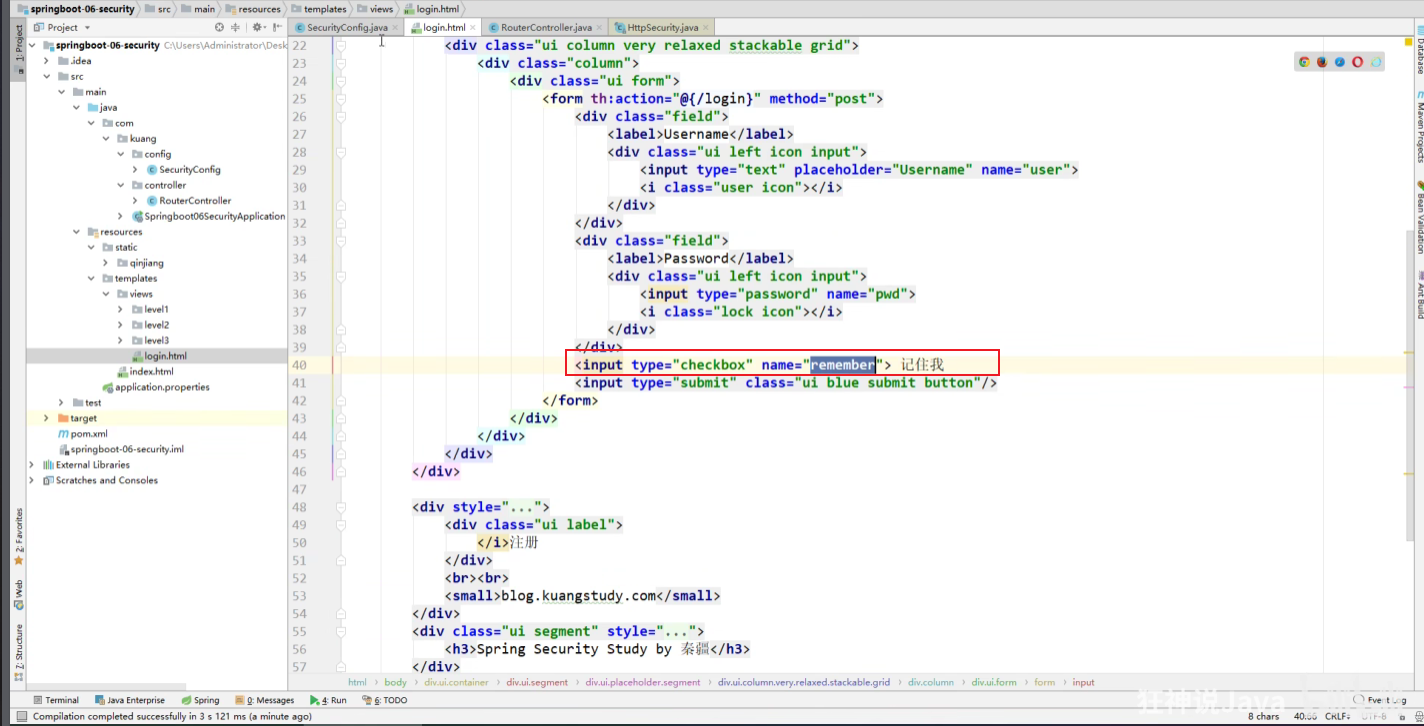 springboot-06-security src main resources templates views login.html
Project
SecurityConfig.java login.html RouterController.java HttpSecurity.java
1: Project
springboot-06-security C:\Users\Administrator\Desk
.idea
src
main
java
com
kuang
config
SecurityConfig
controller
RouterController
Springboot06SecurityApplication
resources
static
qinjiang
templates
views
level1
level2
level3
login.html
index.html
application.properties
test
target
pom.xml
springboot-06-security.iml
External Libraries
Scratches and Consoles
2: Favorites
Web
Z: Structure
22 <div class="ui column very relaxed stackable grid">
23 <div class="column">
24 <div class="ui form">
25 <form th:action="@{/login}" method="post">
26 <div class="field">
27 <label>Username</label>
28 <div class="ui left icon input">
29 <input type="text" placeholder="Username" name="user">
30 <i class="user icon"></i>
31 </div>
32 </div>
33 <div class="field">
34 <label>Password</label>
35 <div class="ui left icon input">
36 <input type="password" name="pwd">
37 <i class="lock icon"></i>
38 </div>
39 </div>
40 <input type="checkbox" name="remember"> 记住我
41 <input type="submit" class="ui blue submit button"/>
42 </form>
43 </div>
44 </div>
45 </div>
46 </div>
47
48 <div style="...">
49 <div class="ui label">
50 </i>注册
51 </div>
52 <br><br>
53 <small>blog.kuangstudy.com</small>
54 </div>
55 <div class="ui segment" style="...">
56 <h3>Spring Security Study by 秦疆</h3>
57 </div>
Database
Maven Projects
Bean Validation
Ant Build
html body div.ui.container div.ui.segment div.ui.placeholder.segment div.ui.column.very.relaxed.stackable.grid div.column div.ui.form form input
Terminal Java Enterprise Spring 0: Messages 4: Run 6: TODO
Event Log
狂神说Java
Compilation completed successfully in 3 s 121 ms (a minute ago)
8 chars 40:66 CRLF UTF-8